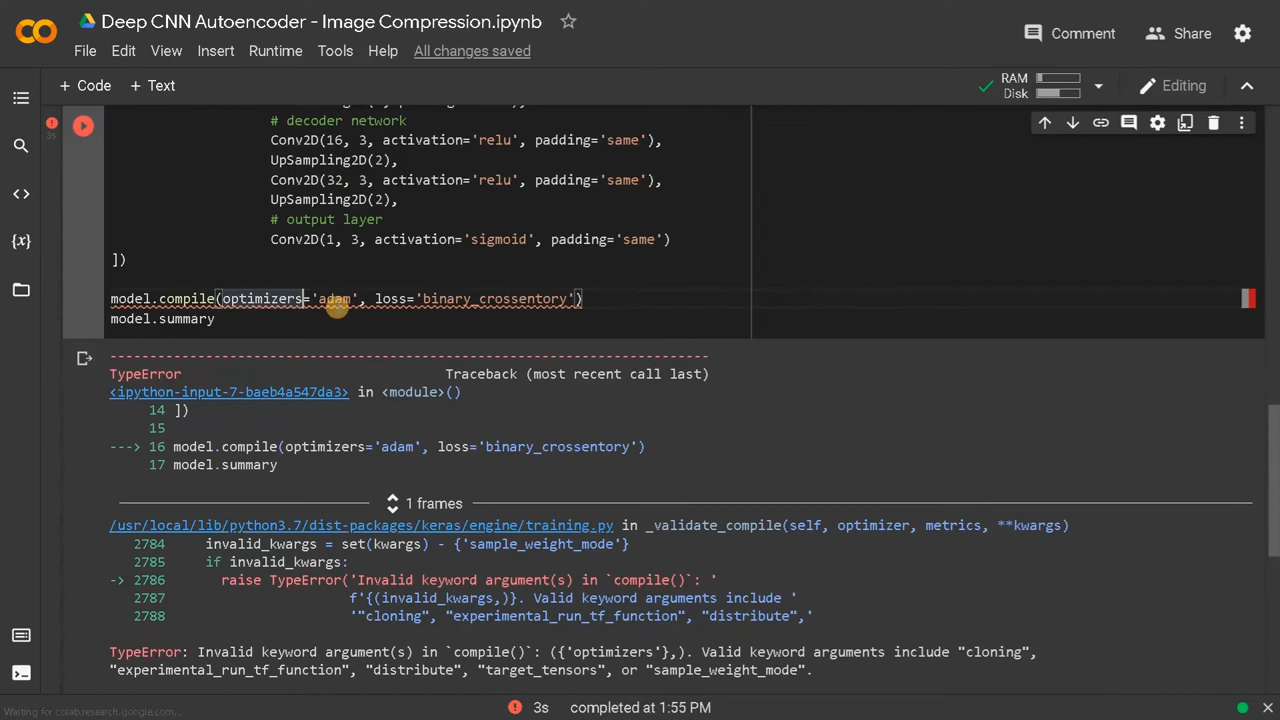 Deep CNN Autoencoder - Image Compression.ipynb
File Edit View Insert Runtime Tools Help All changes saved
Comment Share
+ Code + Text
RAM
Disk
Editing
# decoder network
Conv2D(16, 3, activation='relu', padding='same'),
UpSampling2D(2),
Conv2D(32, 3, activation='relu', padding='same'),
UpSampling2D(2),
# output layer
Conv2D(1, 3, activation='sigmoid', padding='same')
])
model.compile(optimizers='adam', loss='binary_crossentory')
model.summary
3s
---------------------------------------------------------------------------
TypeError Traceback (most recent call last)
<ipython-input-7-baeb4a547da3> in <module>()
14 ])
15
---> 16 model.compile(optimizers='adam', loss='binary_crossentory')
17 model.summary
1 frames
/usr/local/lib/python3.7/dist-packages/keras/engine/training.py in _validate_compile(self, optimizer, metrics, **kwargs)
2784 invalid_kwargs = set(kwargs) - {'sample_weight_mode'}
2785 if invalid_kwargs:
-> 2786 raise TypeError('Invalid keyword argument(s) in `compile()`: '
2787 f'{(invalid_kwargs,)}. Valid keyword arguments include '
2788 '"cloning", "experimental_run_tf_function", "distribute",'
TypeError: Invalid keyword argument(s) in `compile()`: ({'optimizers'},). Valid keyword arguments include "cloning",
"experimental_run_tf_function", "distribute", "target_tensors", or "sample_weight_mode".
Waiting for colab.research.google.com...
3s completed at 1:55 PM